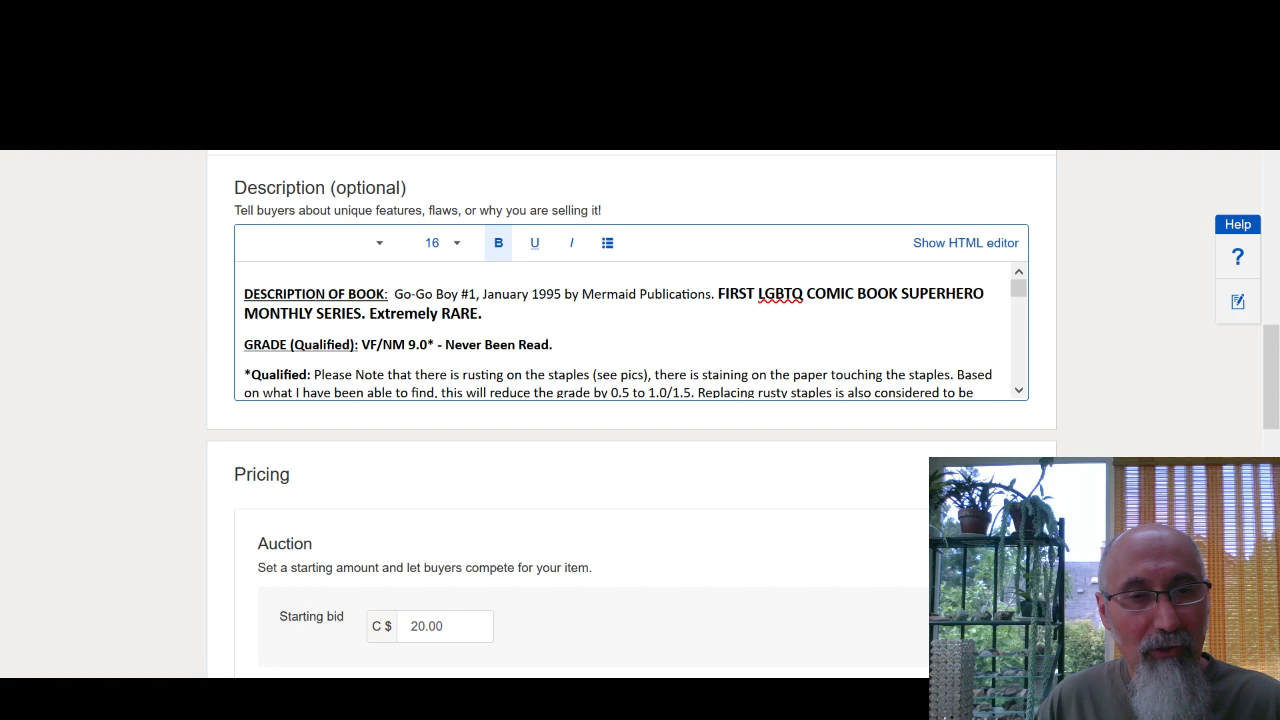 Description (optional)
Tell buyers about unique features, flaws, or why you are selling it!
16 B U I Show HTML editor
DESCRIPTION OF BOOK: Go-Go Boy #1, January 1995 by Mermaid Publications. FIRST LGBTQ COMIC BOOK SUPERHERO
MONTHLY SERIES. Extremely RARE.
GRADE (Qualified): VF/NM 9.0* - Never Been Read.
*Qualified: Please Note that there is rusting on the staples (see pics), there is staining on the paper touching the staples. Based
on what I have been able to find, this will reduce the grade by 0.5 to 1.0/1.5. Replacing rusty staples is also considered to be
Help
?
Pricing
Auction
Set a starting amount and let buyers compete for your item.
Starting bid C $ 20.00